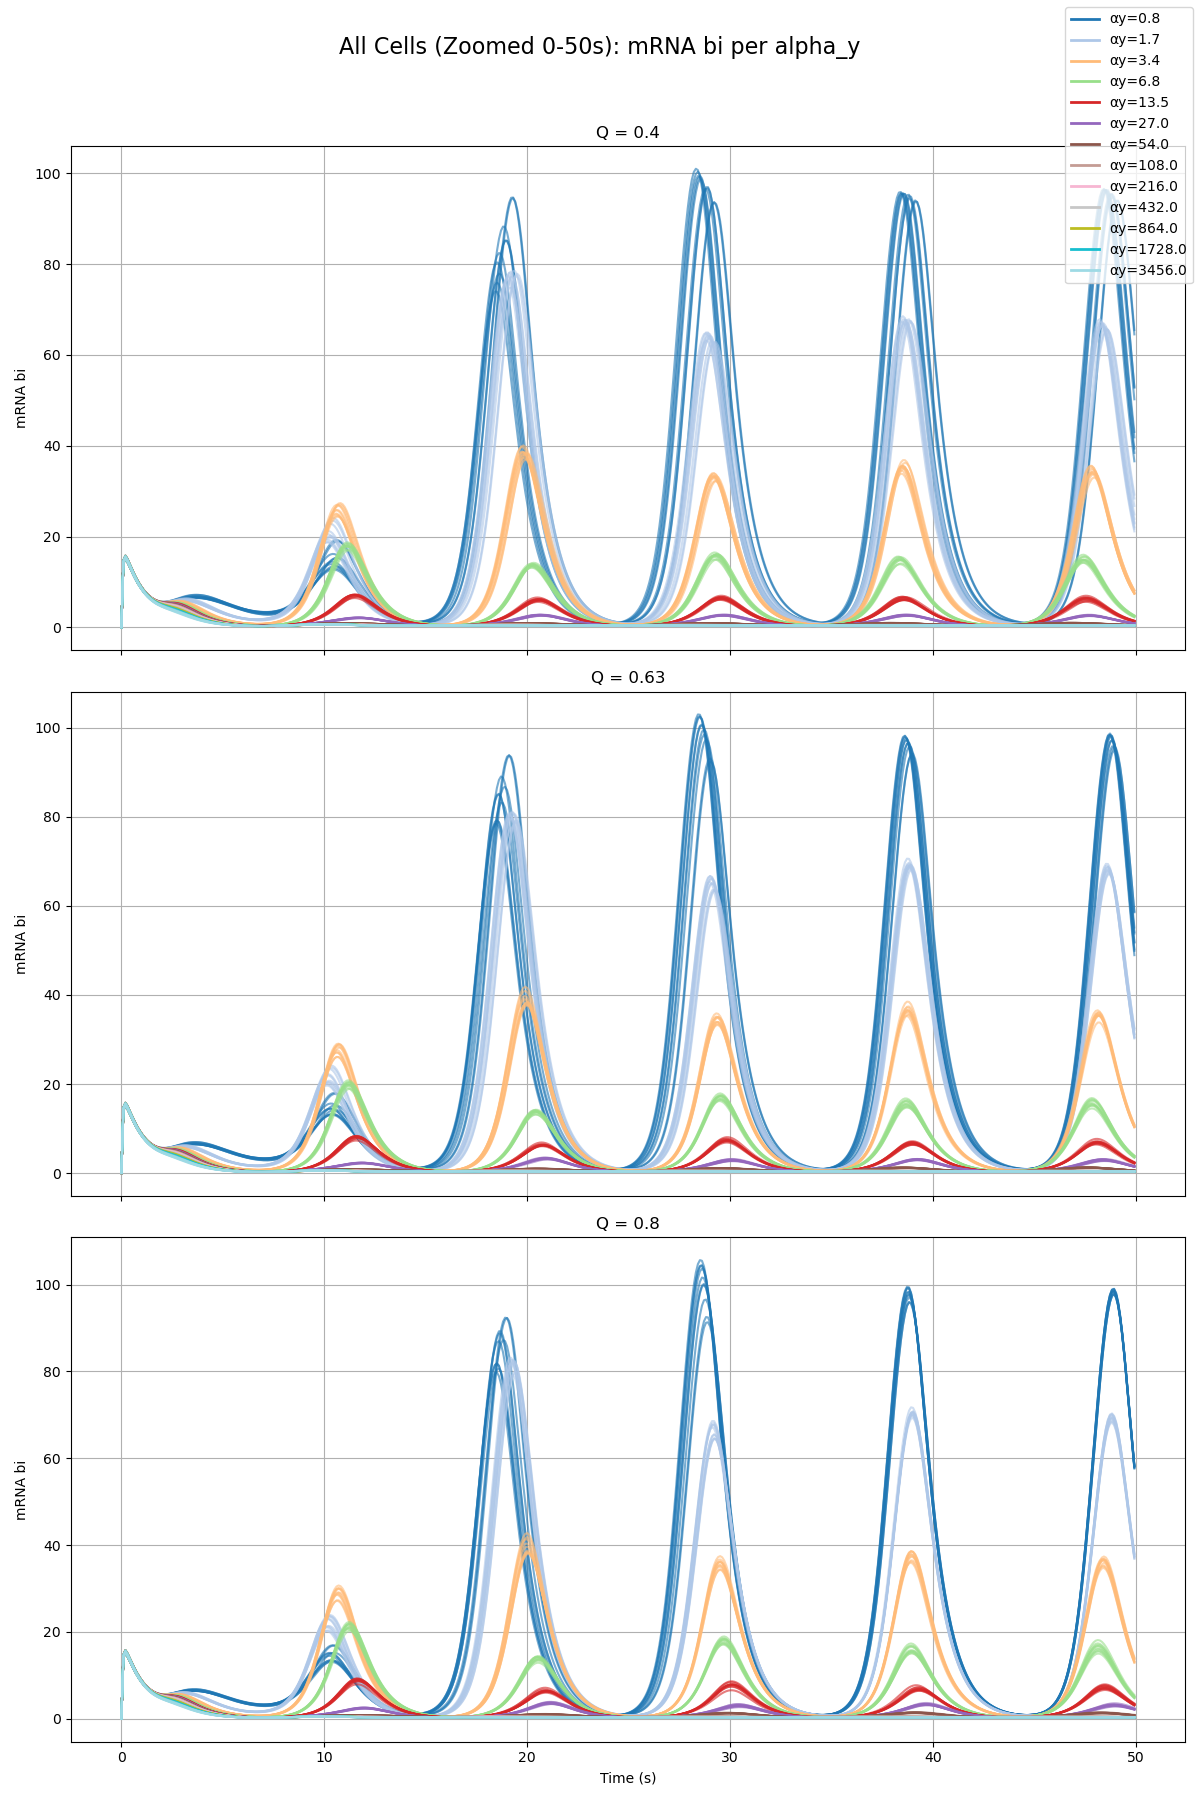 All Cells (Zoomed 0-50s): mRNA bi per alpha_y
αy=0.8
αy=1.7
αy=3.4
αy=6.8
αy=13.5
αy=27.0
αy=54.0
αy=108.0
αy=216.0
αy=432.0
αy=864.0
αy=1728.0
αy=3456.0
Q = 0.4
100
80
60
40
20
0
mRNA bi
Q = 0.63
100
80
60
40
20
0
mRNA bi
Q = 0.8
100
80
60
40
20
0
mRNA bi
0 10 20 30 40 50
Time (s)